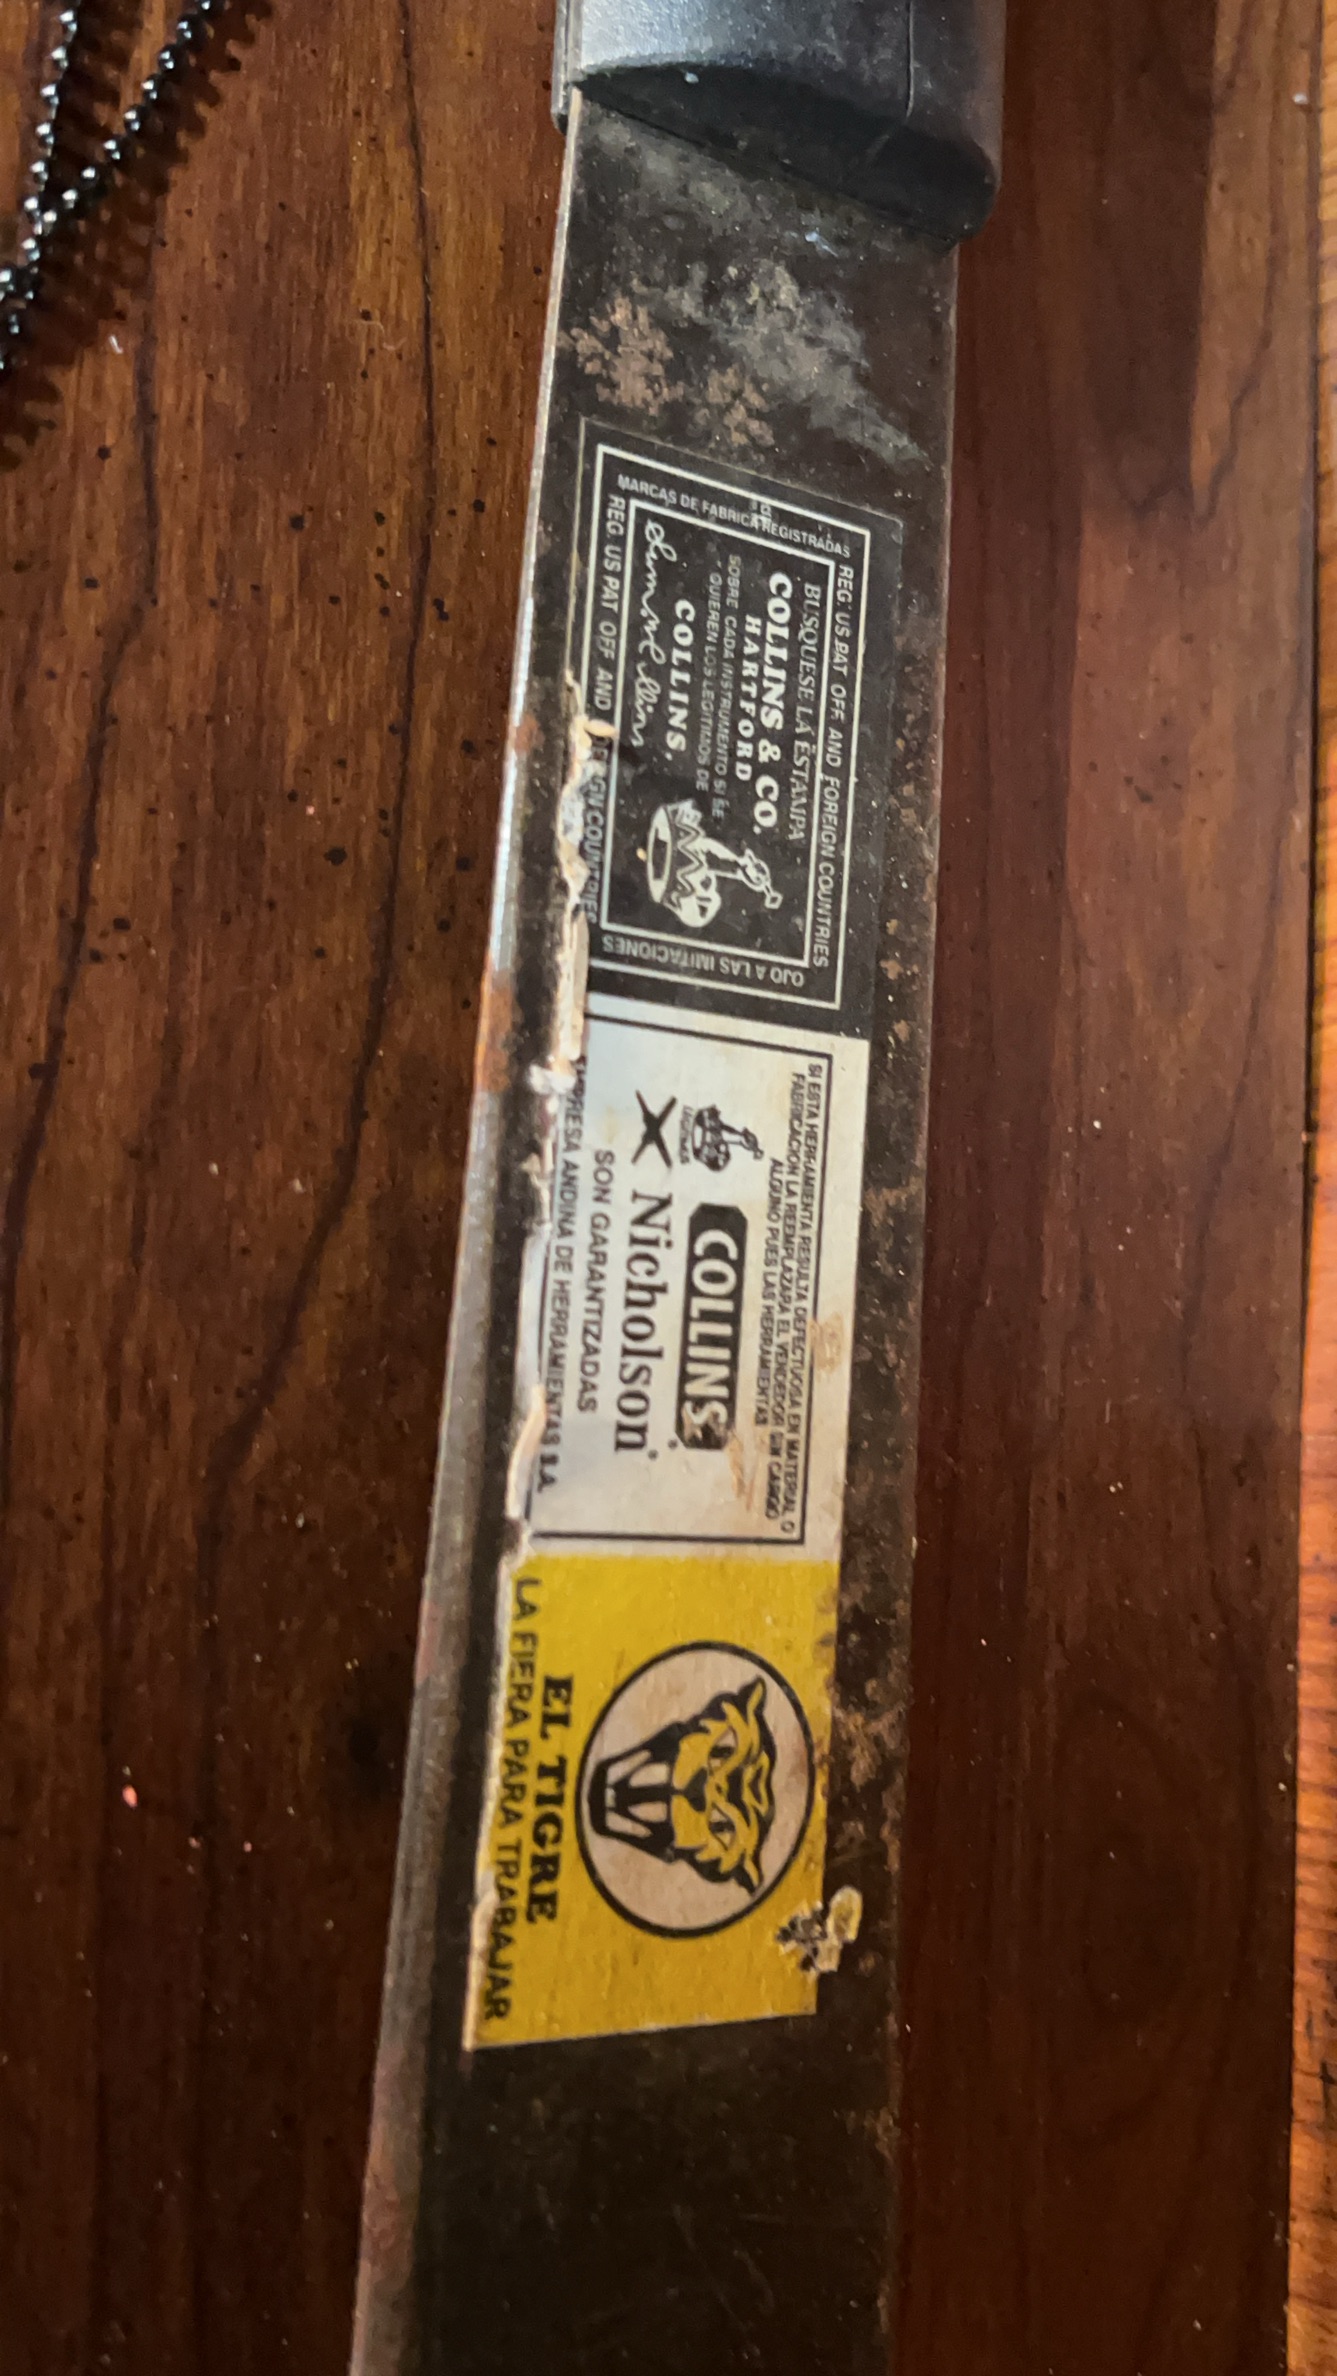 MARCAS DE FABRICA REGISTRADAS
REG. US PAT OFF AND FOREIGN COUNTRIES
BUSQUESE LA ESTAMPA
COLLINS & CO.
HARTFORD
SOBRE CADA INSTRUMENTO SI SE
QUIEREN LOS LEGITIMOS DE
COLLINS.
REG. US PAT OFF AND COUNTRIES
OJO A LAS IMITACIONES
SI ESTA HERRAMIENTA RESULTA DEFECTUOSA EN MATERIAL O
FABRICACION LA REEMPLAZARA EL VENDEDOR SIN CARGO
ALGUNO PUES LAS HERRAMIENTAS
LEGITIMUS
COLLINS
Nicholson
SON GARANTIZADAS
EMPRESA ANDINA DE HERRAMIENTAS S.A.
EL TIGRE
LA FIERA PARA TRABAJAR